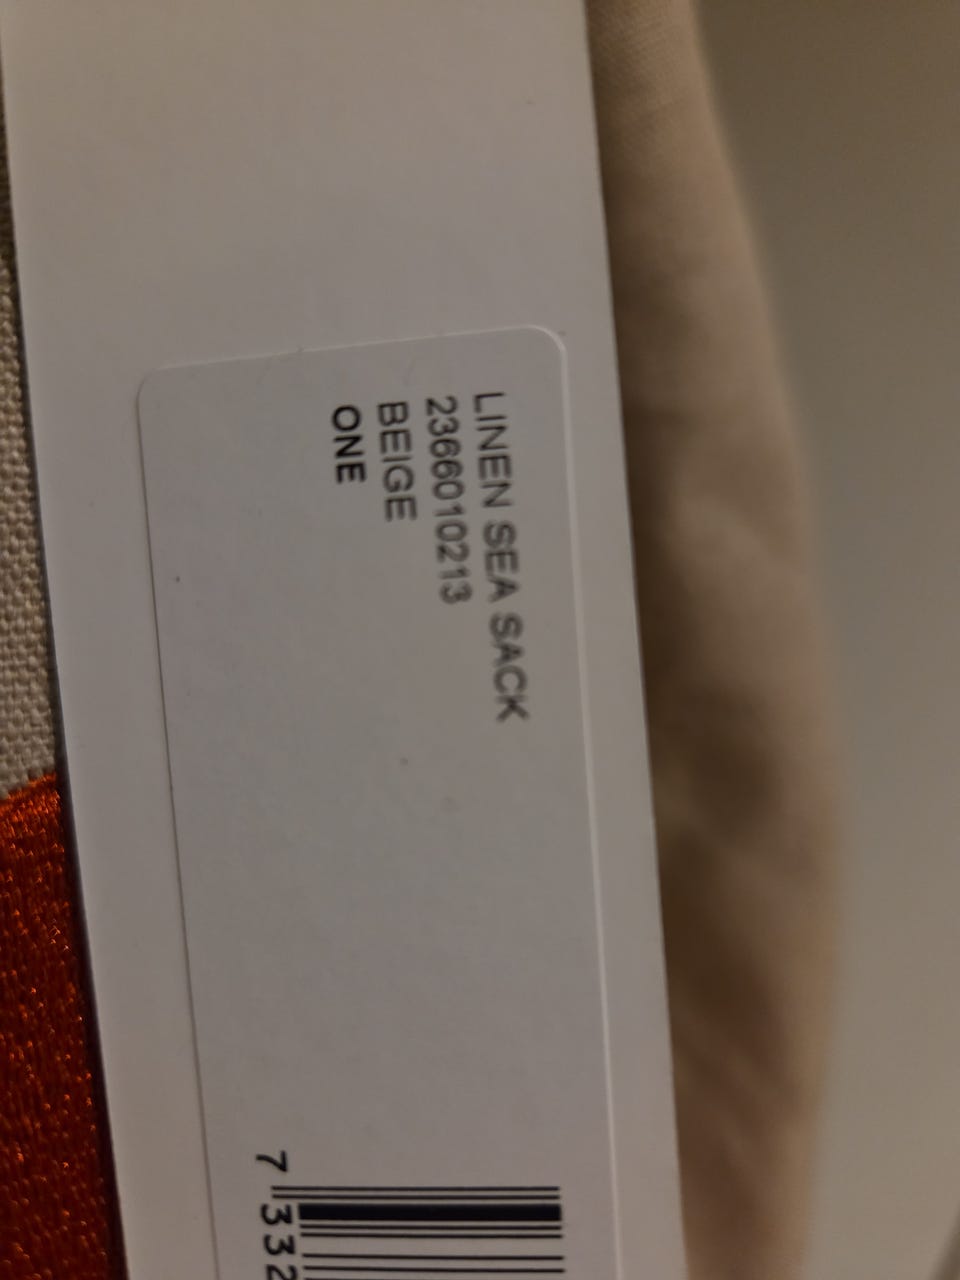 LINEN SEA SACK
2366010213
BEIGE
ONE
7 332